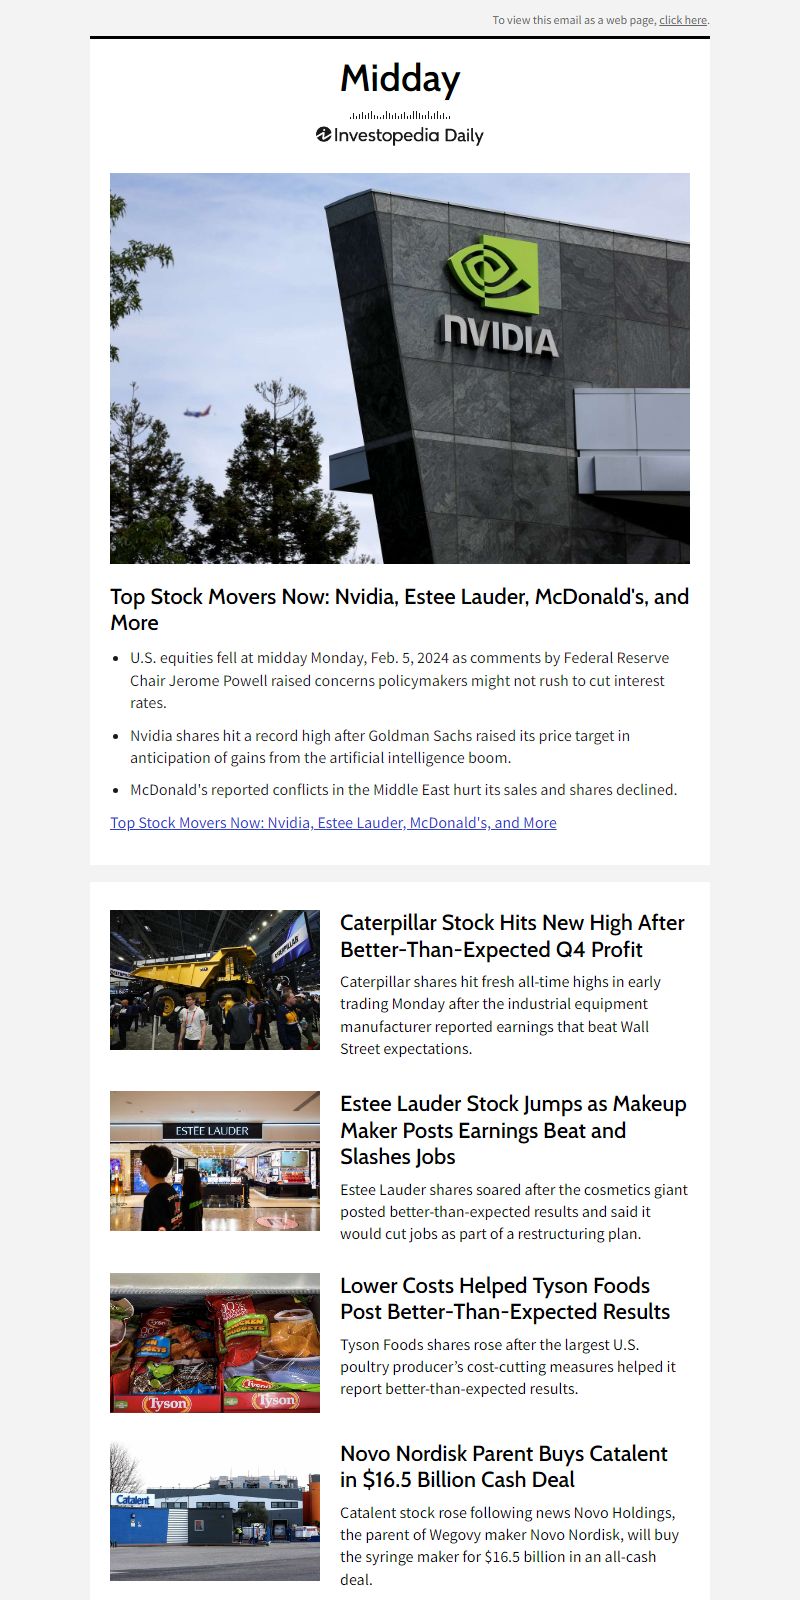 To view this email as a web page, click here.
Midday
Investopedia Daily
NVIDIA
Top Stock Movers Now: Nvidia, Estee Lauder, McDonald's, and
More
• U.S. equities fell at midday Monday, Feb. 5, 2024 as comments by Federal Reserve
Chair Jerome Powell raised concerns policymakers might not rush to cut interest
rates.
• Nvidia shares hit a record high after Goldman Sachs raised its price target in
anticipation of gains from the artificial intelligence boom.
• McDonald's reported conflicts in the Middle East hurt its sales and shares declined.
Top Stock Movers Now: Nvidia, Estee Lauder, McDonald's, and More
CATERPILLAR
Caterpillar Stock Hits New High After
Better-Than-Expected Q4 Profit
Caterpillar shares hit fresh all-time highs in early
trading Monday after the industrial equipment
manufacturer reported earnings that beat Wall
Street expectations.
ESTĒE LAUDER
Estee Lauder Stock Jumps as Makeup
Maker Posts Earnings Beat and
Slashes Jobs
Estee Lauder shares soared after the cosmetics giant
posted better-than-expected results and said it
would cut jobs as part of a restructuring plan.
CHICKEN
NUGGETS
Tyson
Tyson
Tyson
Lower Costs Helped Tyson Foods
Post Better-Than-Expected Results
Tyson Foods shares rose after the largest U.S.
poultry producer’s cost-cutting measures helped it
report better-than-expected results.
Catalent
Novo Nordisk Parent Buys Catalent
in $16.5 Billion Cash Deal
Catalent stock rose following news Novo Holdings,
the parent of Wegovy maker Novo Nordisk, will buy
the syringe maker for $16.5 billion in an all-cash
deal.